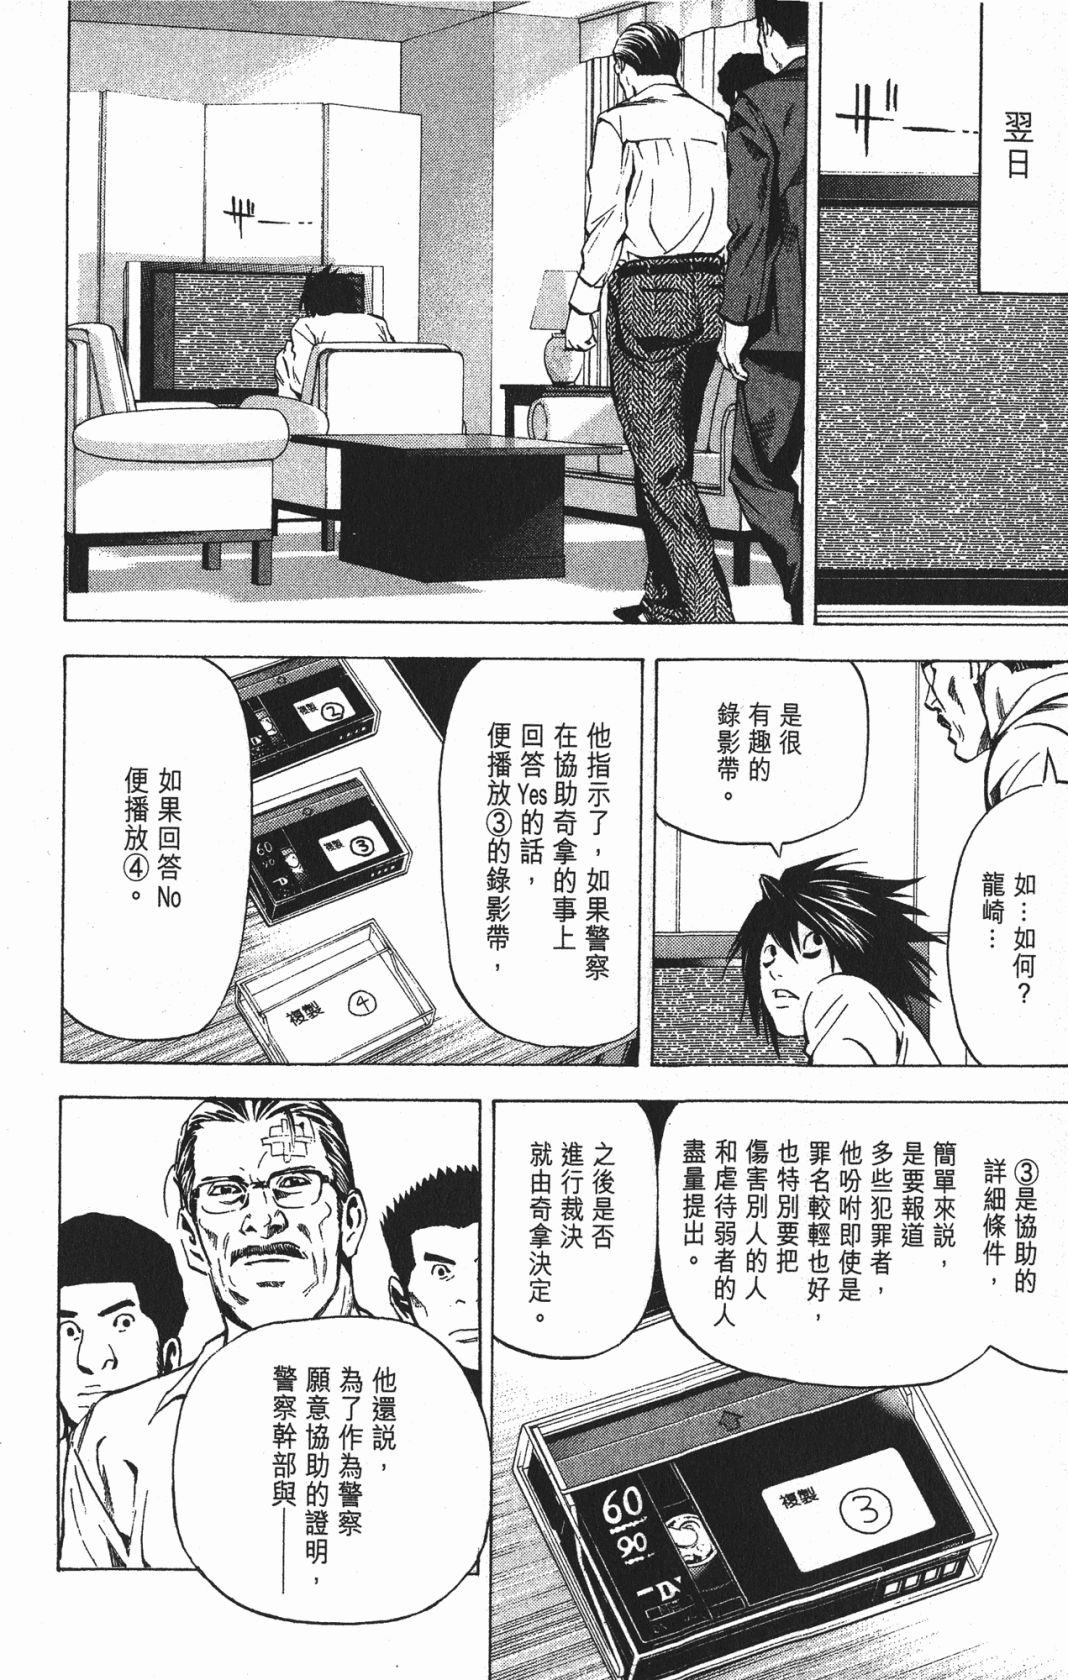 翌日
ザー
ザー
如…如何？
龍崎…
是很
有趣的
錄影帶。
他指示了，如果警察
在協助奇拿的事上
回答Yes的話，
便播放③的錄影帶，
如果回答No
便播放④。
複製
②
60
90
複製
③
複製
④
③是協助的
詳細條件，
簡單來說，
是要報道
多些犯罪者，
他吩咐即使是
罪名較輕也好，
也特別要把
傷害別人的人
和虐待弱者的人
盡量提出。
之後是否
進行裁決
就由奇拿決定。
60
90
DV
複製
③
他還說，
為了作為警察
願意協助的證明，
警察幹部與——